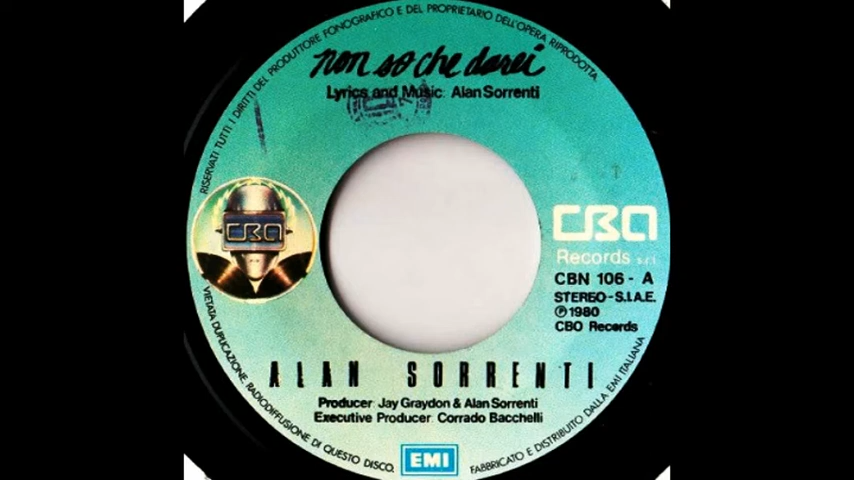 RISERVATI TUTTI I DIRITTI DEL PRODUTTORE FONOGRAFICO E DEL PROPRIETARIO DELL'OPERA RIPRODOTTA.
non so che darei
Lyrics and Music: Alan Sorrenti
CBO
CBO
Records s.r.l.
CBN 106 - A
STEREO - S.I.A.E.
℗ 1980
CBO Records
ALAN SORRENTI
Producer: Jay Graydon & Alan Sorrenti
Executive Producer: Corrado Bacchelli
VIETATA DUPLICAZIONE, RADIODIFFUSIONE DI QUESTO DISCO.
EMI
FABBRICATO E DISTRIBUITO DALLA EMI ITALIANA